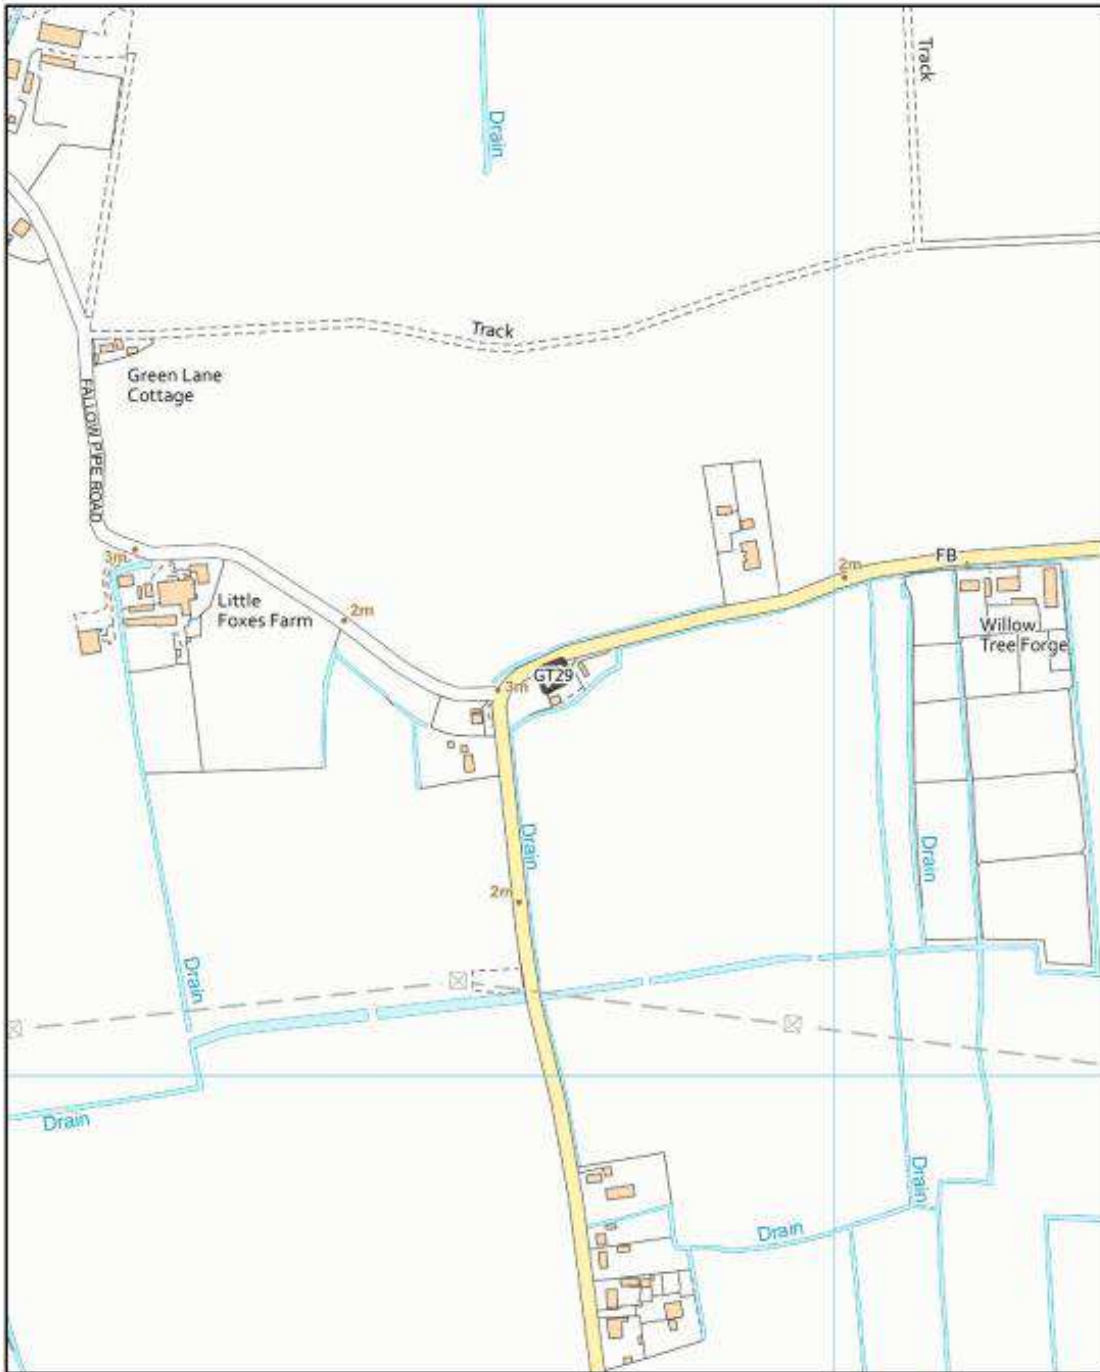 Track
Drain
Track
Green Lane
Cottage
FALLOW PIPE ROAD
3m
2m
FB
Little
Foxes Farm
2m
Willow
Tree Forge
GT29
3m
Drain
Drain
2m
Drain
Drain
Drain
Drain